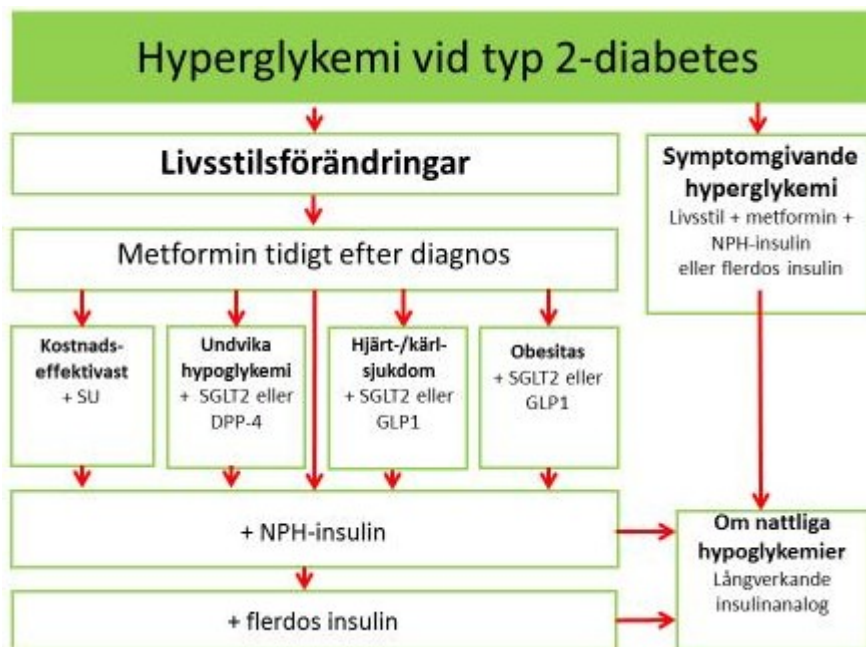 Hyperglykemi vid typ 2-diabetes
Livsstilsförändringar
Symptomgivande
hyperglykemi
Livsstil + metformin +
NPH-insulin
eller flerdos insulin
Metformin tidigt efter diagnos
Kostnads-
effektivast
+ SU
Undvika
hypoglykemi
+ SGLT2 eller
DPP-4
Hjärt-/kärl-
sjukdom
+ SGLT2 eller
GLP1
Obesitas
+ SGLT2 eller
GLP1
+ NPH-insulin
Om nattliga
hypoglykemier
Långverkande
insulinanalog
+ flerdos insulin